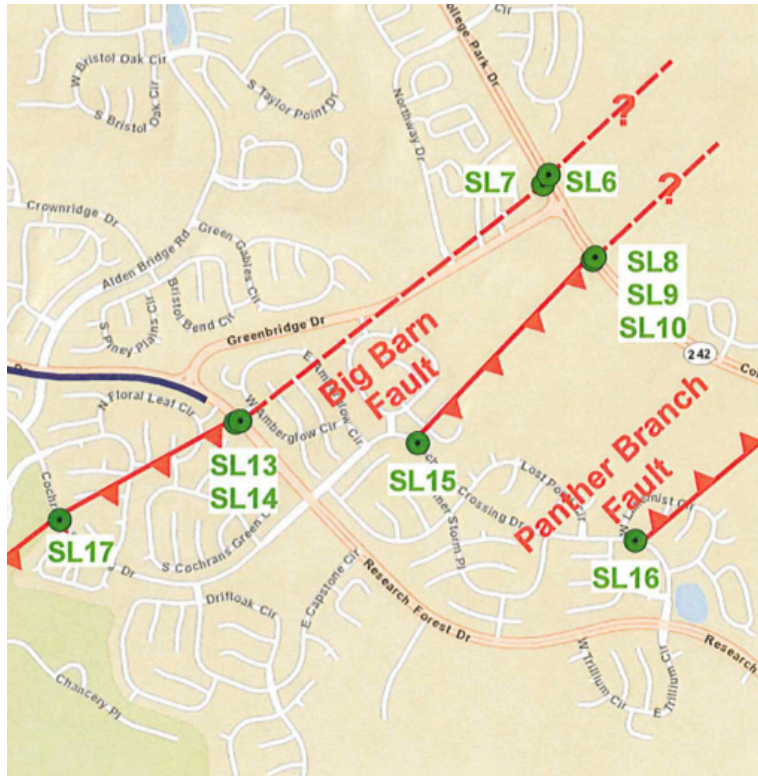 W Bristol Oak Cir
S Bristol Oak Cir
S Taylor Point Dr
College Park Dr
Northway Dr
?
?
SL7
SL6
Crownridge Dr
Alden Bridge Rd
Green Gables Cir
Bristol Bend Cir
S Piney Plains Cir
Greenbridge Dr
SL8
SL9
SL10
242
Big Barn
Fault
E Amberglow Cir
W Amberglow Cir
N Floral Leaf Cir
SL13
SL14
SL15
SL17
S Cochrans Green
Crossing Dr
Storm Pl
Panther Branch
Fault
SL16
Driftoak Cir
E Capstone Cir
Research Forest Dr
Research
W Trillium Cir
E Trillium Cir
Chancery Pl